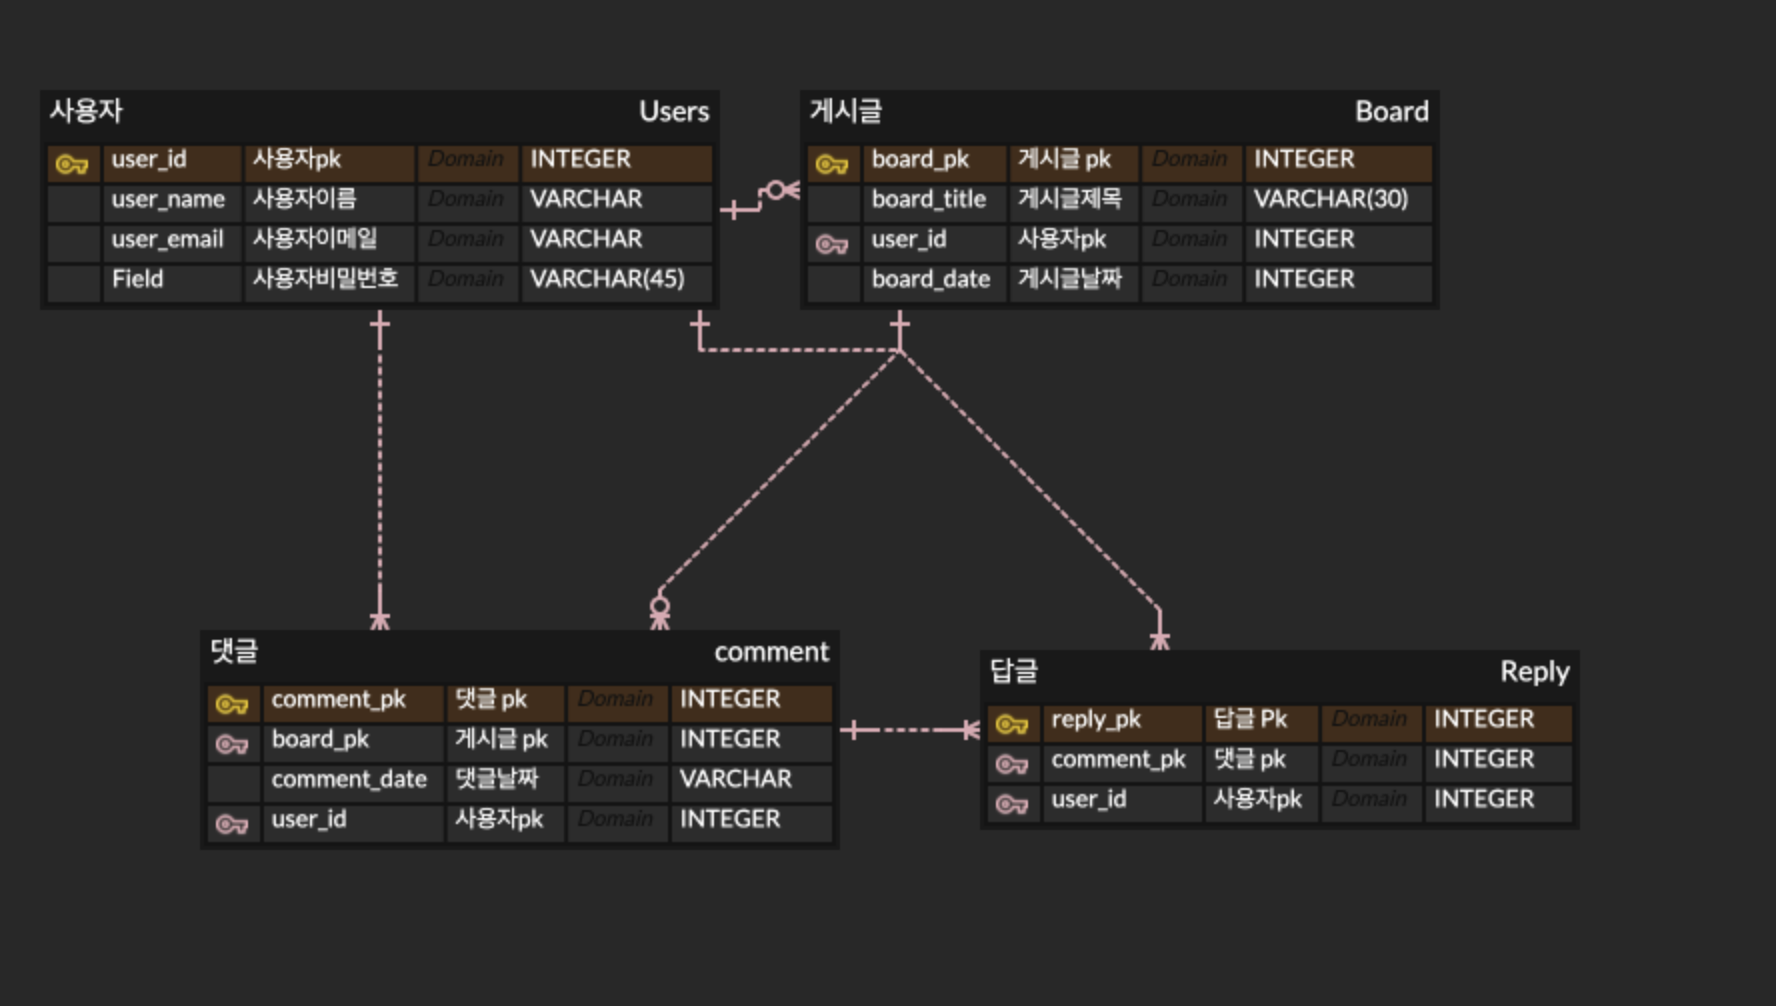 사용자 Users
user_id 사용자pk Domain INTEGER
user_name 사용자이름 Domain VARCHAR
user_email 사용자이메일 Domain VARCHAR
Field 사용자비밀번호 Domain VARCHAR(45)
게시글 Board
board_pk 게시글 pk Domain INTEGER
board_title 게시글제목 Domain VARCHAR(30)
user_id 사용자pk Domain INTEGER
board_date 게시글날짜 Domain INTEGER
댓글 comment
comment_pk 댓글 pk Domain INTEGER
board_pk 게시글 pk Domain INTEGER
comment_date 댓글날짜 Domain VARCHAR
user_id 사용자pk Domain INTEGER
답글 Reply
reply_pk 답글 Pk Domain INTEGER
comment_pk 댓글 pk Domain INTEGER
user_id 사용자pk Domain INTEGER